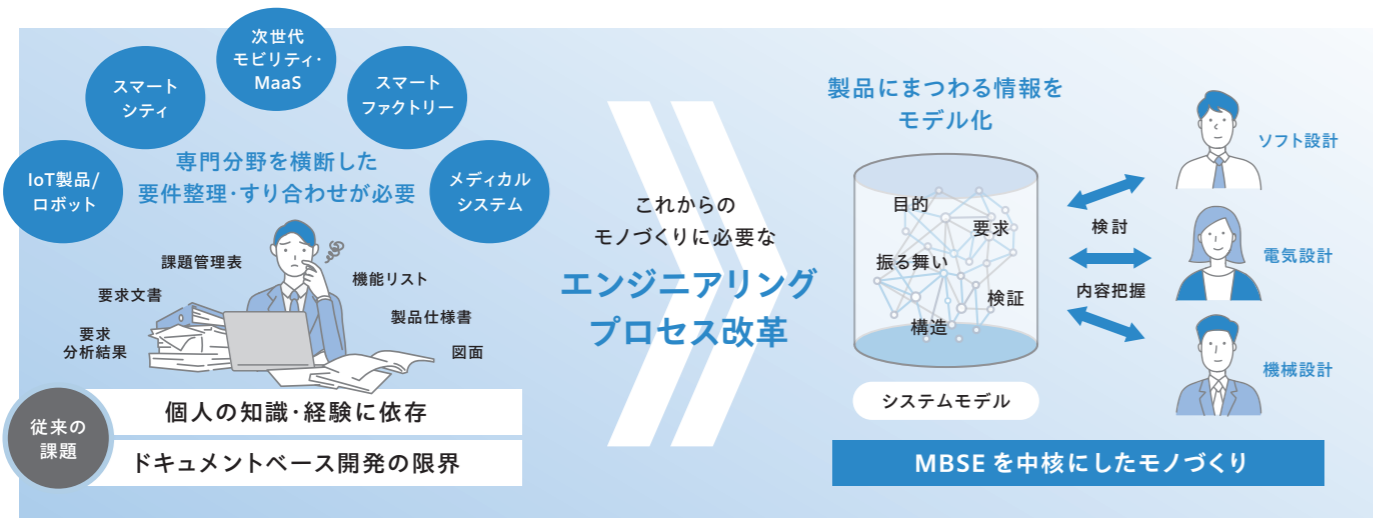 IoT製品/
ロボット
スマート
シティ
次世代
モビリティ・
MaaS
スマート
ファクトリー
メディカル
システム
専門分野を横断した
要件整理・すり合わせが必要
課題管理表
要求文書
要求
分析結果
機能リスト
製品仕様書
図面
従来の
課題
個人の知識・経験に依存
ドキュメントベース開発の限界
これからの
モノづくりに必要な
エンジニアリング
プロセス改革
製品にまつわる情報を
モデル化
目的
要求
振る舞い
検証
構造
システムモデル
検討
内容把握
ソフト設計
電気設計
機械設計
MBSEを中核にしたモノづくり